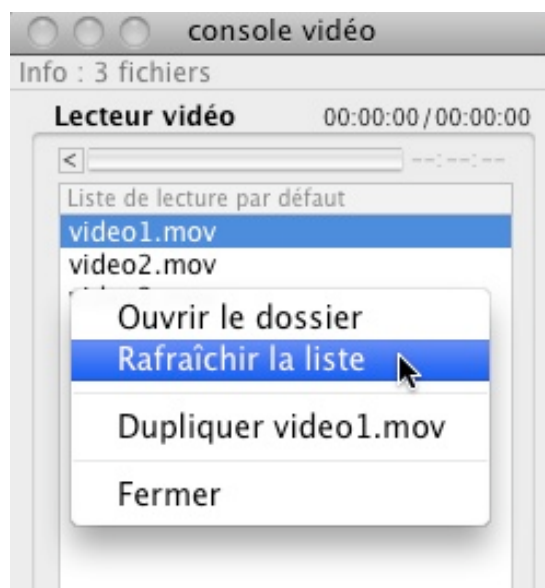 console vidéo
Info : 3 fichiers
Lecteur vidéo 00:00:00/00:00:00
< --:--:--
Liste de lecture par défaut
video1.mov
video2.mov
Ouvrir le dossier
Rafraîchir la liste
Dupliquer video1.mov
Fermer